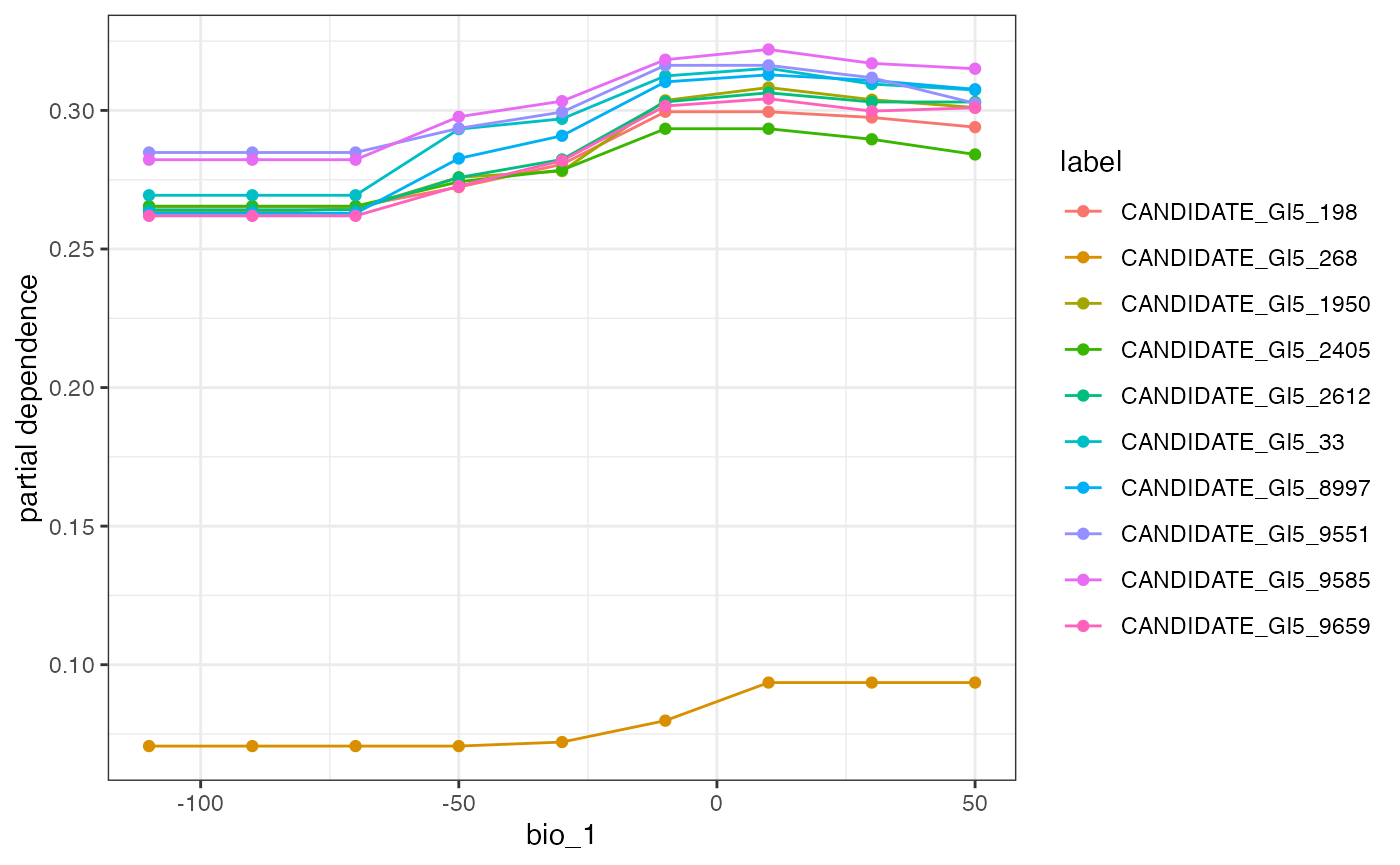 partial dependence
0.30
0.25
0.20
0.15
0.10
-100
-50
0
50
bio_1
label
CANDIDATE_GI5_198
CANDIDATE_GI5_268
CANDIDATE_GI5_1950
CANDIDATE_GI5_2405
CANDIDATE_GI5_2612
CANDIDATE_GI5_33
CANDIDATE_GI5_8997
CANDIDATE_GI5_9551
CANDIDATE_GI5_9585
CANDIDATE_GI5_9659